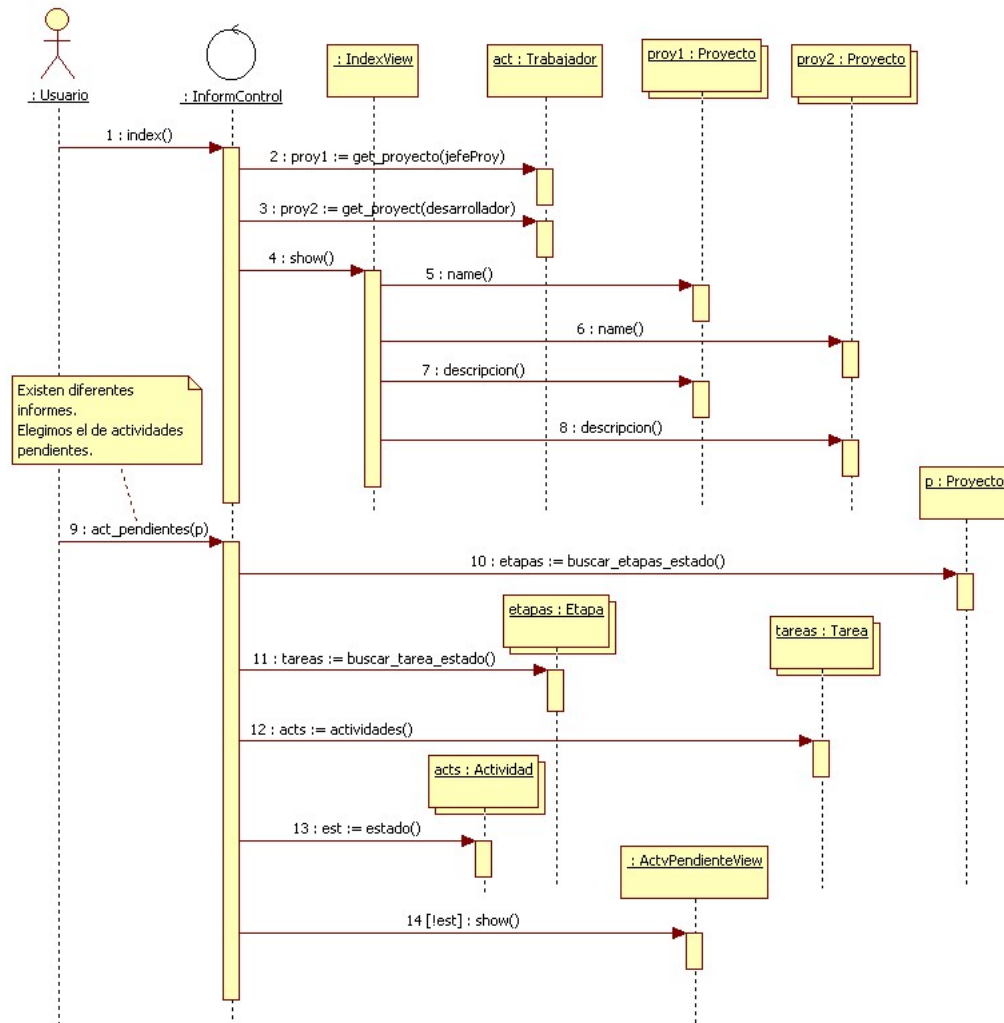 : Usuario
: InformControl
: IndexView
act : Trabajador
proy1 : Proyecto
proy2 : Proyecto
1 : index()
2 : proy1 := get_proyecto(jefeProy)
3 : proy2 := get_proyect(desarrollador)
4 : show()
5 : name()
6 : name()
7 : descripcion()
8 : descripcion()
Existen diferentes
informes.
Elegimos el de actividades
pendientes.
p : Proyecto
9 : act_pendientes(p)
10 : etapas := buscar_etapas_estado()
etapas : Etapa
tareas : Tarea
11 : tareas := buscar_tarea_estado()
12 : acts := actividades()
acts : Actividad
13 : est := estado()
: ActvPendienteView
14 [!est] : show()